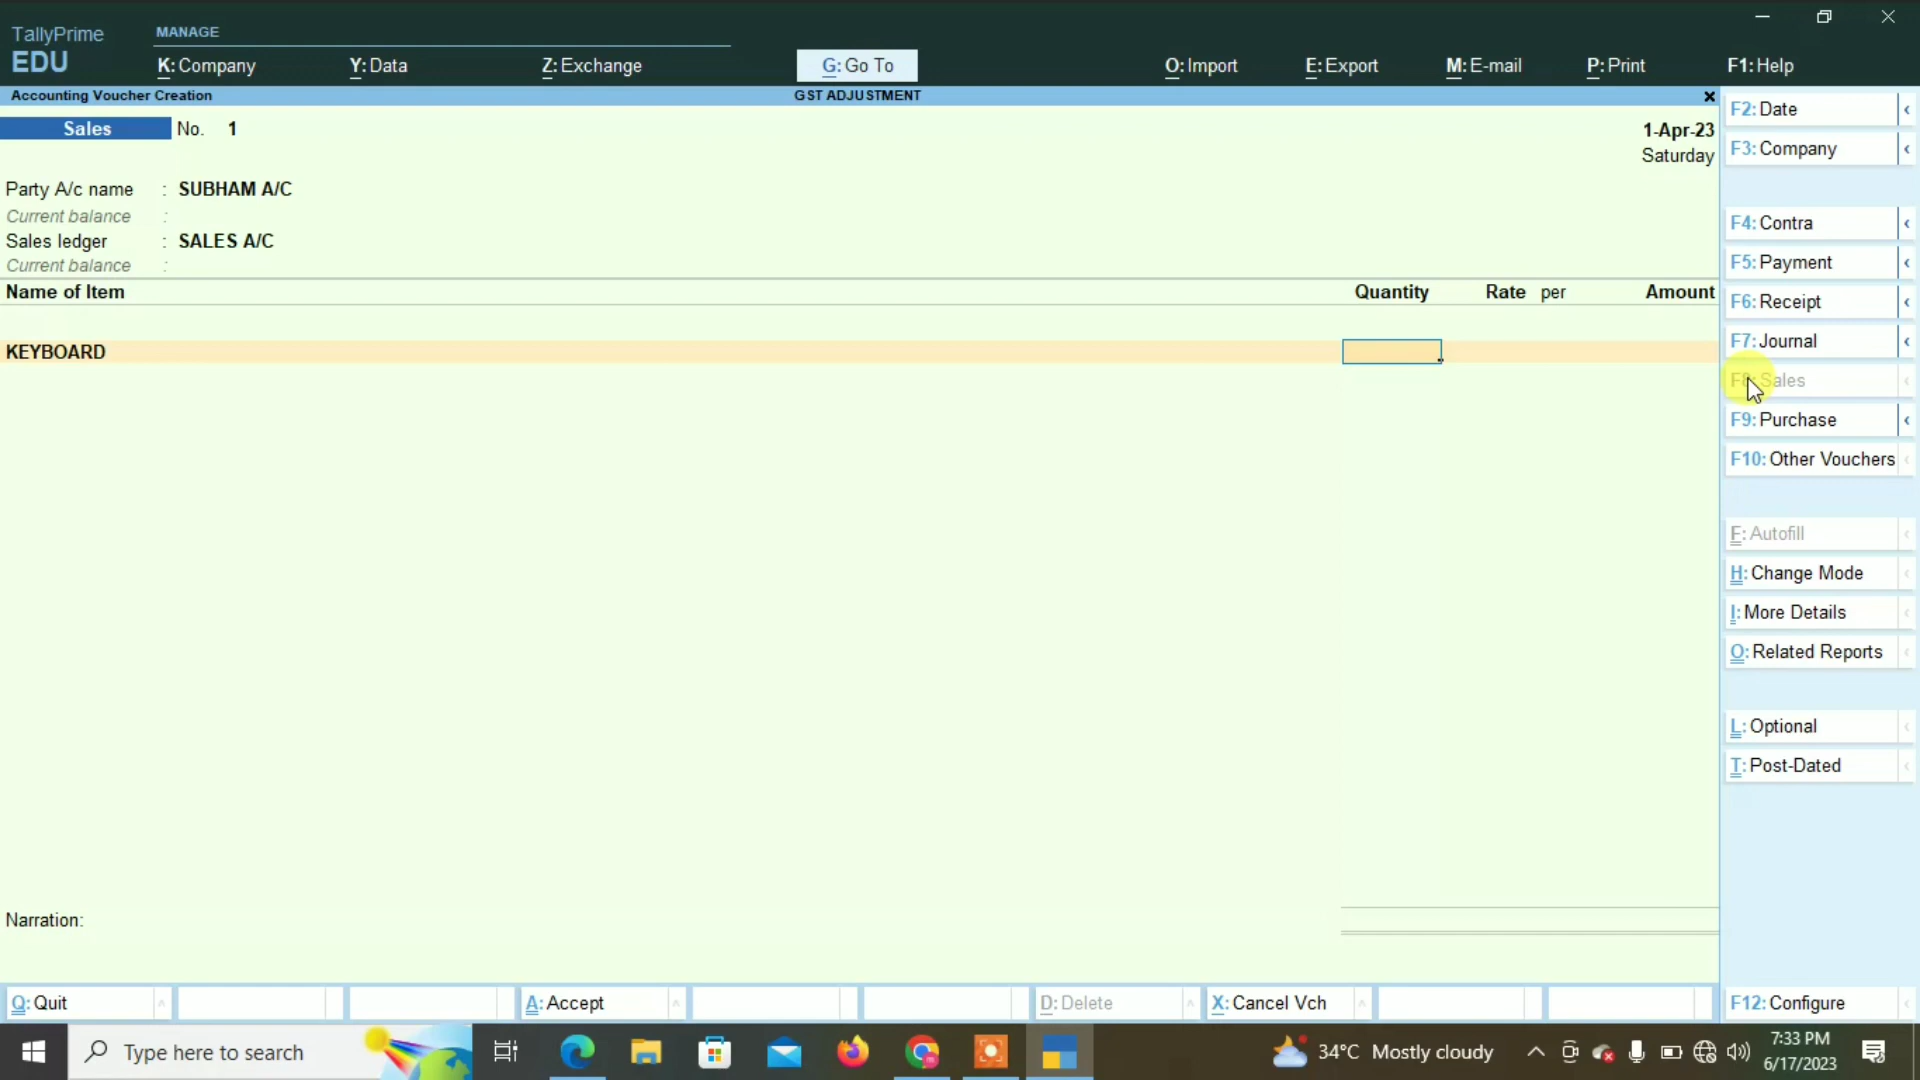 TallyPrime
EDU
MANAGE
K: Company
Y: Data
Z: Exchange
G: Go To
O: Import
E: Export
M: E-mail
P: Print
F1: Help
Accounting Voucher Creation
GST ADJUSTMENT
Sales
No. 1
1-Apr-23
Saturday
Party A/c name : SUBHAM A/C
Current balance :
Sales ledger : SALES A/C
Current balance :
Name of Item
Quantity
Rate per
Amount
KEYBOARD
Narration:
F2: Date
F3: Company
F4: Contra
F5: Payment
F6: Receipt
F7: Journal
F8: Sales
F9: Purchase
F10: Other Vouchers
F: Autofill
H: Change Mode
I: More Details
O: Related Reports
L: Optional
T: Post-Dated
F12: Configure
Q: Quit
A: Accept
D: Delete
X: Cancel Vch
Type here to search
34°C Mostly cloudy
7:33 PM
6/17/2023